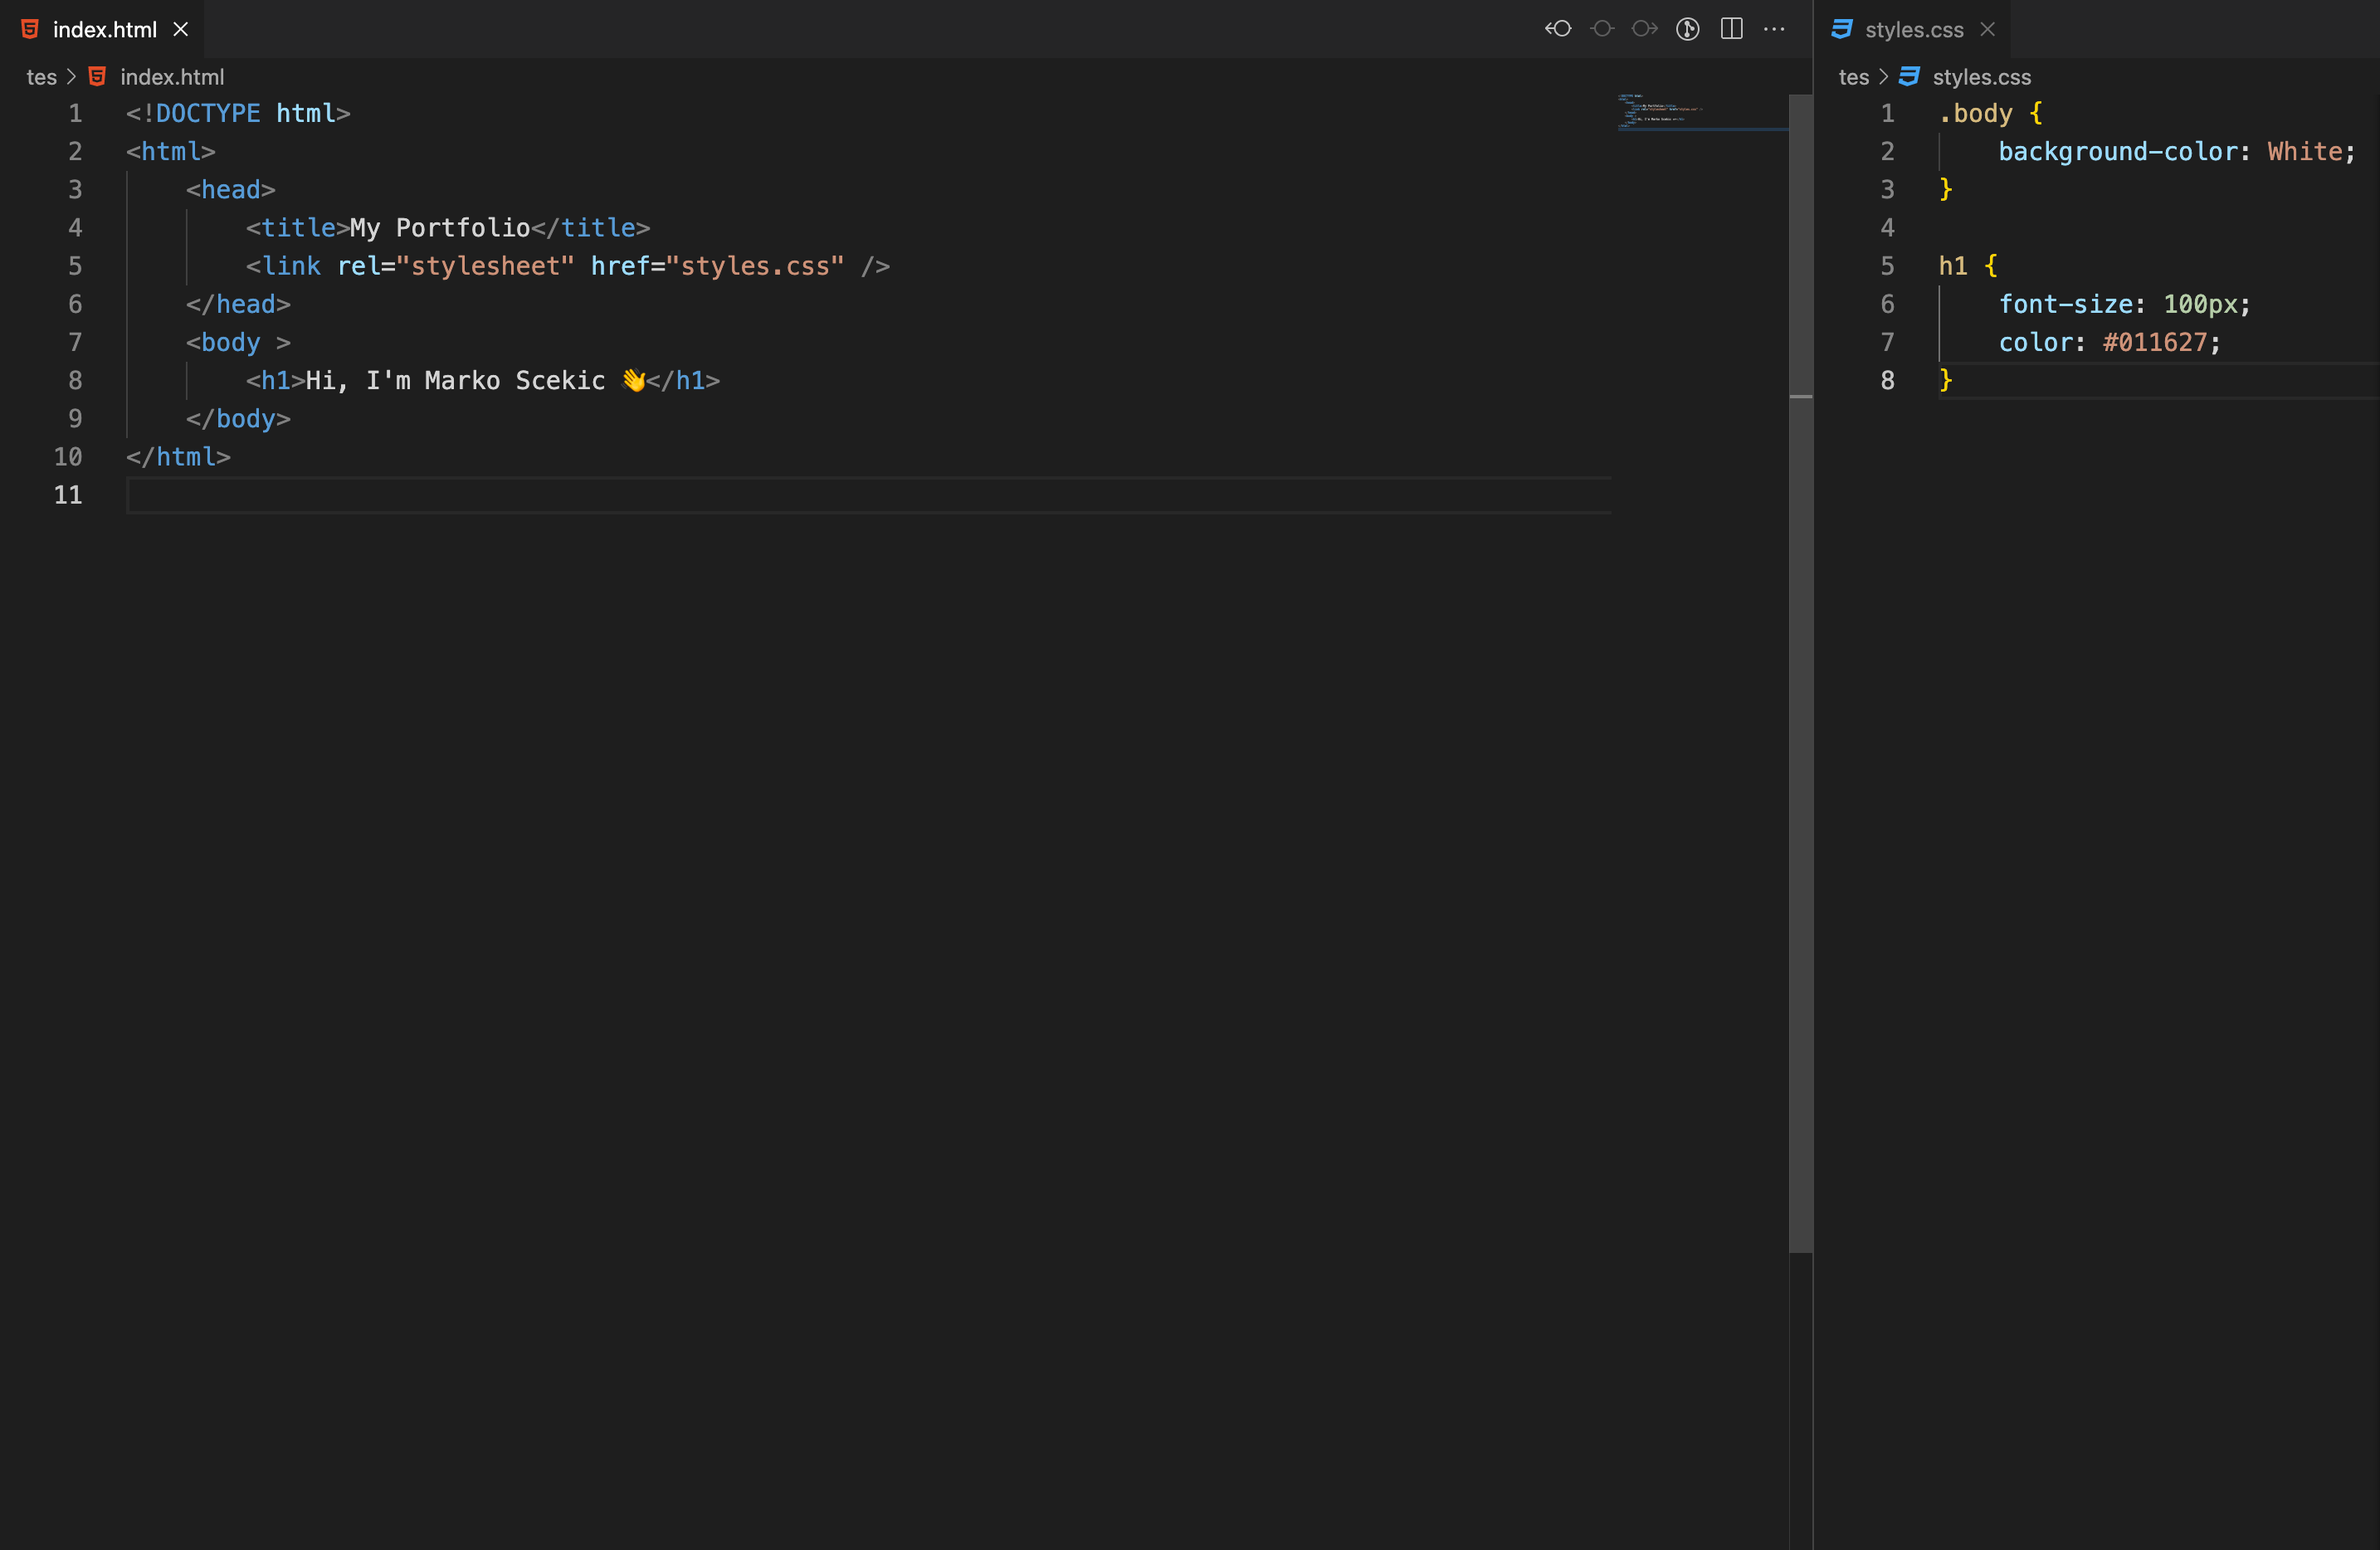 index.html
tes > index.html
1 <!DOCTYPE html>
2 <html>
3     <head>
4         <title>My Portfolio</title>
5         <link rel="stylesheet" href="styles.css" />
6     </head>
7     <body >
8         <h1>Hi, I'm Marko Scekic 👋</h1>
9     </body>
10 </html>
11
styles.css
tes > styles.css
1 .body {
2     background-color: White;
3 }
4
5 h1 {
6     font-size: 100px;
7     color: #011627;
8 }